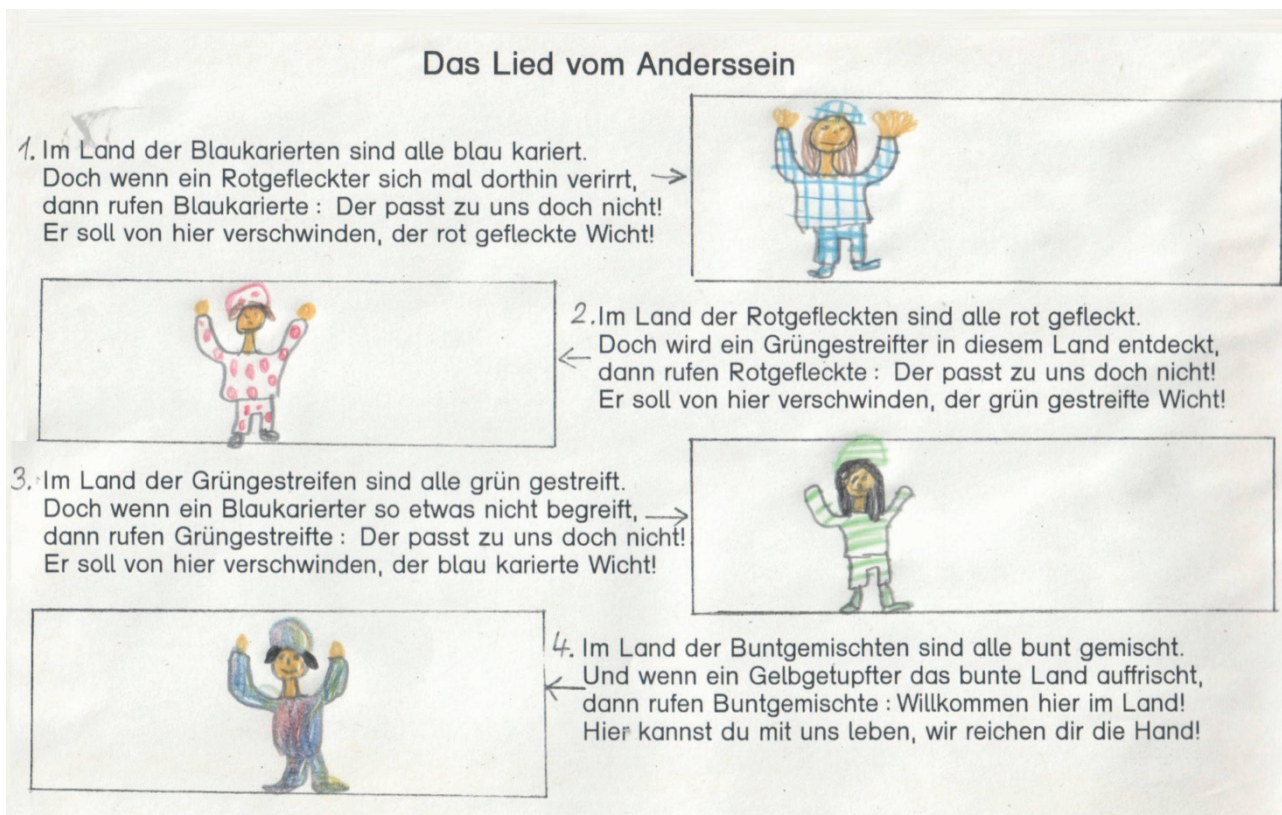 Das Lied vom Anderssein
1. Im Land der Blaukarierten sind alle blau kariert.
Doch wenn ein Rotgefleckter sich mal dorthin verirrt,
dann rufen Blaukarierte : Der passt zu uns doch nicht!
Er soll von hier verschwinden, der rot gefleckte Wicht!
2. Im Land der Rotgefleckten sind alle rot gefleckt.
Doch wird ein Grüngestreifter in diesem Land entdeckt,
dann rufen Rotgefleckte : Der passt zu uns doch nicht!
Er soll von hier verschwinden, der grün gestreifte Wicht!
3. Im Land der Grüngestreifen sind alle grün gestreift.
Doch wenn ein Blaukarierter so etwas nicht begreift,
dann rufen Grüngestreifte : Der passt zu uns doch nicht!
Er soll von hier verschwinden, der blau karierte Wicht!
4. Im Land der Buntgemischten sind alle bunt gemischt.
Und wenn ein Gelbgetupfter das bunte Land auffrischt,
dann rufen Buntgemischte : Willkommen hier im Land!
Hier kannst du mit uns leben, wir reichen dir die Hand!